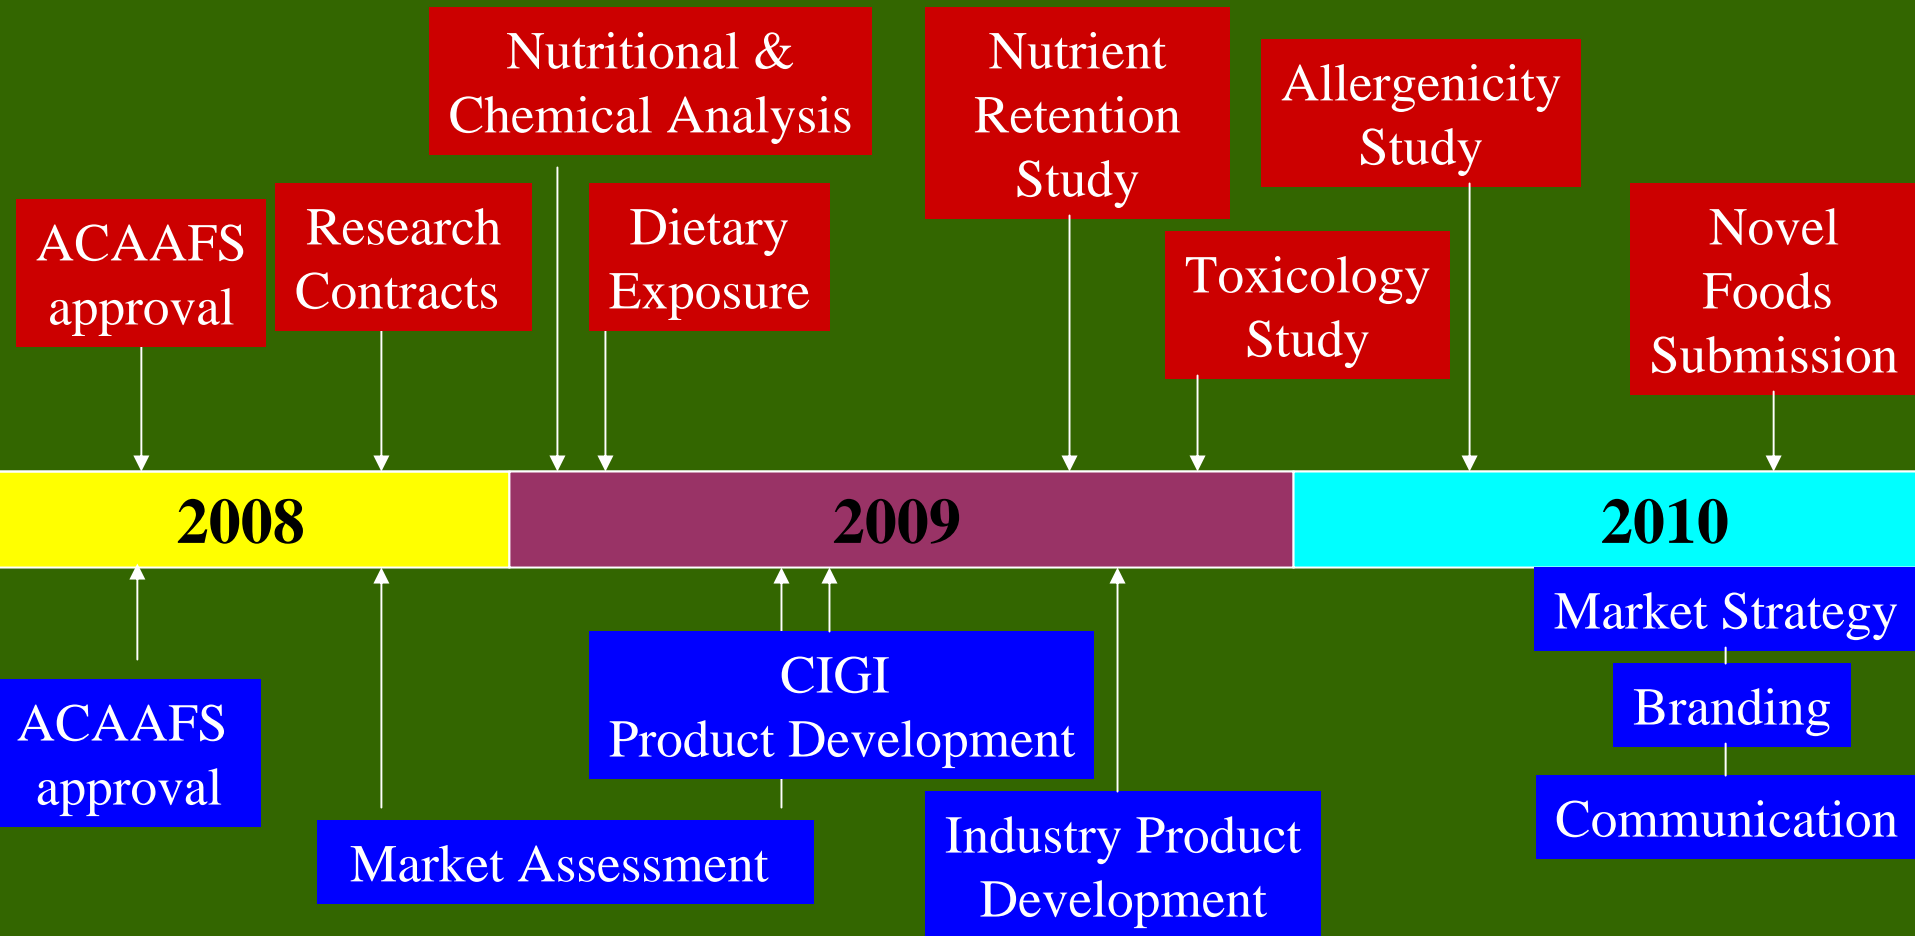 Nutritional &
Chemical Analysis
Nutrient
Retention
Study
Allergenicity
Study
ACAAFS
approval
Research
Contracts
Dietary
Exposure
Toxicology
Study
Novel
Foods
Submission
2008
2009
2010
ACAAFS
approval
Market Assessment
CIGI
Product Development
Industry Product
Development
Market Strategy
Branding
Communication